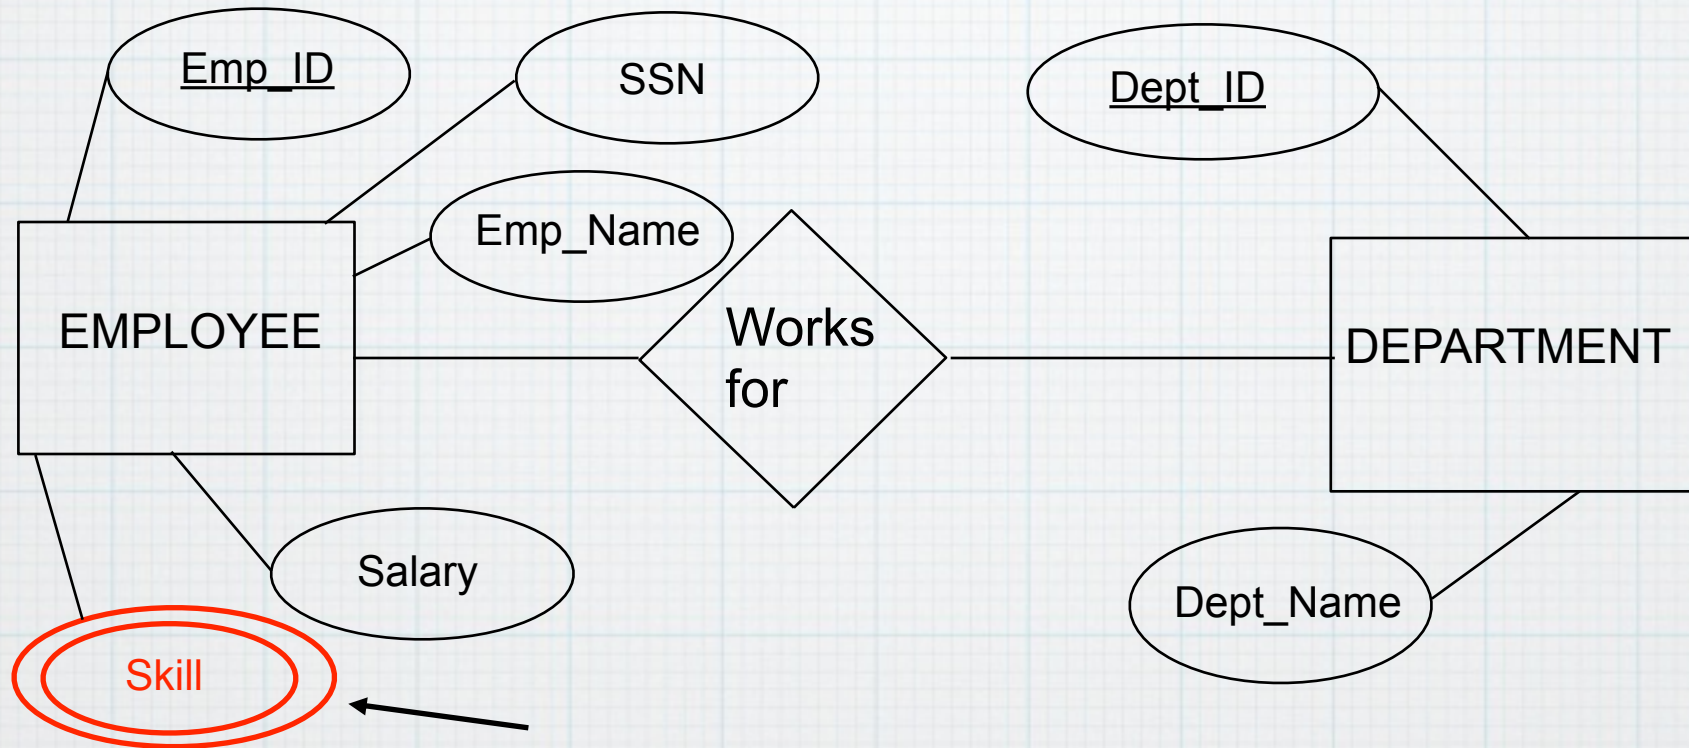 Emp_ID
SSN
Dept_ID
Emp_Name
EMPLOYEE
Works
for
DEPARTMENT
Salary
Dept_Name
Skill